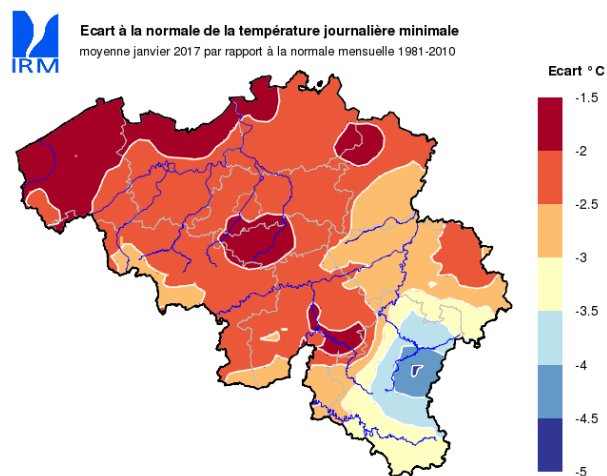 Ecart à la normale de la température journalière minimale
moyenne janvier 2017 par rapport à la normale mensuelle 1981-2010
IRM
Ecart °C
-1.5
-2
-2.5
-3
-3.5
-4
-4.5
-5